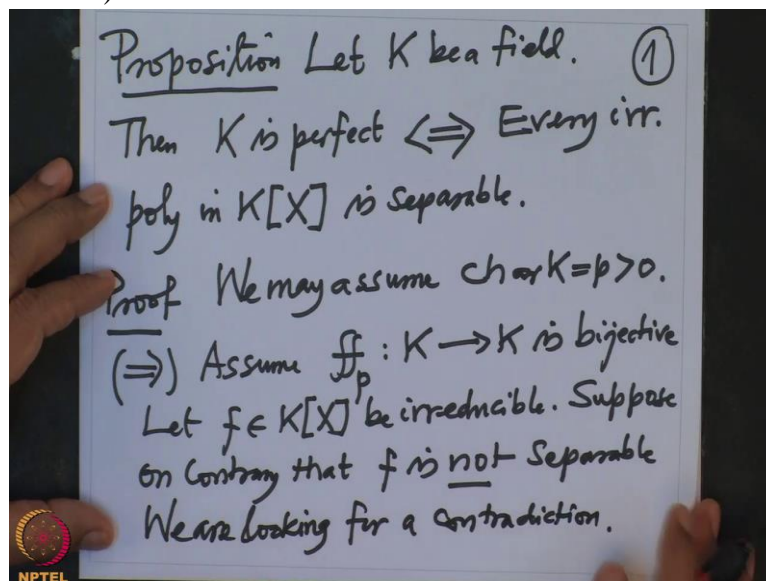 Proposition Let K be a field. ①
Then K is perfect <=> Every irr.
poly in K[X] is separable.
Proof We may assume char K = p > 0.
(⇒) Assume f_p : K → K is bijective
Let f ∈ K[X] be irreducible. Suppose
on contrary that f is not separable
We are looking for a contradiction.
NPTEL